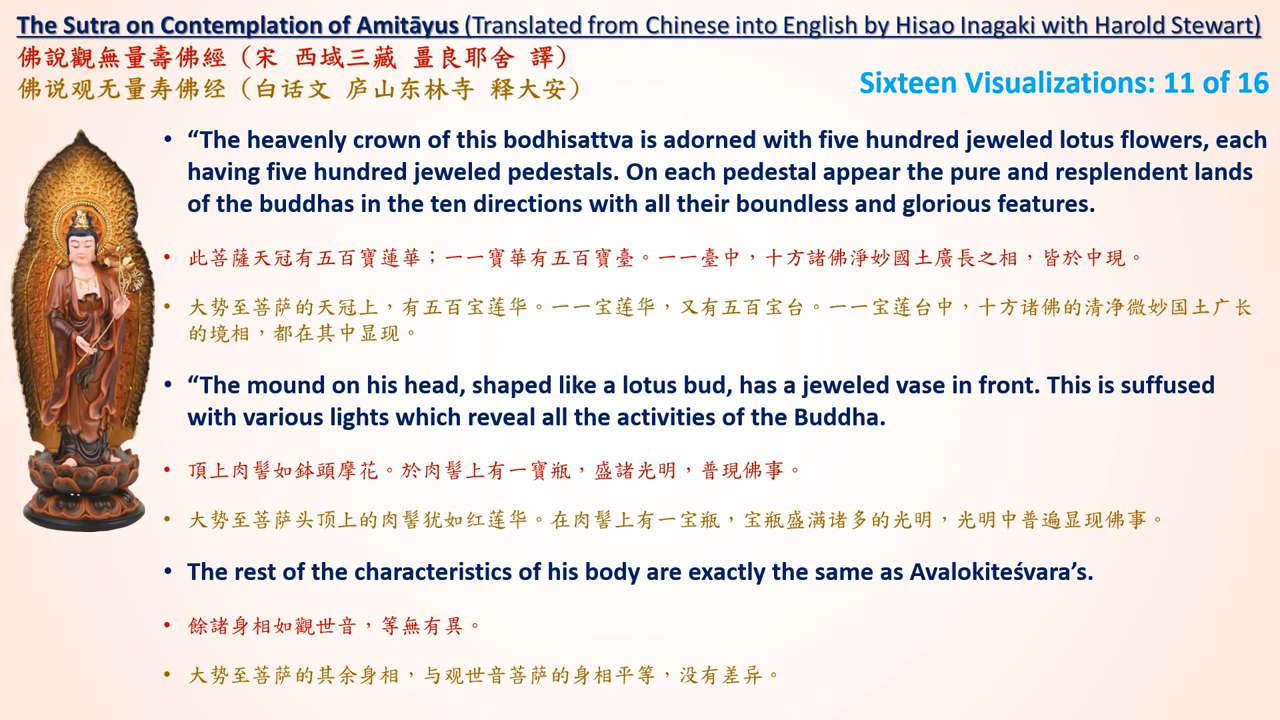 The Sutra on Contemplation of Amitāyus (Translated from Chinese into English by Hisao Inagaki with Harold Stewart)
佛說觀無量壽佛經（宋 西域三藏 畺良耶舍 譯）
佛说观无量寿佛经（白话文 庐山东林寺 释大安）
Sixteen Visualizations: 11 of 16
• “The heavenly crown of this bodhisattva is adorned with five hundred jeweled lotus flowers, each
having five hundred jeweled pedestals. On each pedestal appear the pure and resplendent lands
of the buddhas in the ten directions with all their boundless and glorious features.
• 此菩薩天冠有五百寶蓮華；一一寶華有五百寶臺。一一臺中，十方諸佛淨妙國土廣長之相，皆於中現。
• 大势至菩萨的天冠上，有五百宝莲华。一一宝莲华，又有五百宝台。一一宝莲台中，十方诸佛的清净微妙国土广长
的境相，都在其中显现。
• “The mound on his head, shaped like a lotus bud, has a jeweled vase in front. This is suffused
with various lights which reveal all the activities of the Buddha.
• 頂上肉髻如鉢頭摩花。於肉髻上有一寶瓶，盛諸光明，普現佛事。
• 大势至菩萨头顶上的肉髻犹如红莲华。在肉髻上有一宝瓶，宝瓶盛满诸多的光明，光明中普遍显现佛事。
• The rest of the characteristics of his body are exactly the same as Avalokiteśvara’s.
• 餘諸身相如觀世音，等無有異。
• 大势至菩萨的其余身相，与观世音菩萨的身相平等，没有差异。